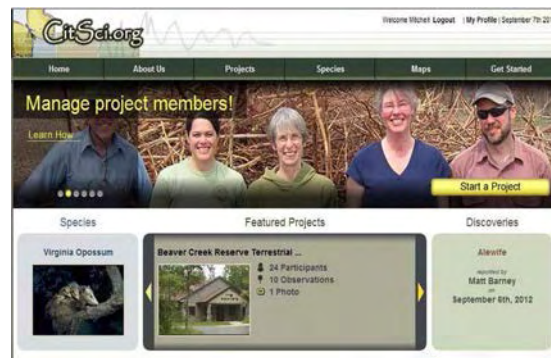 CitSci.org
Welcome Mitchell Logout | My Profile | September 7th 201
Home About Us Projects Species Maps Get Started
Manage project members!
Learn How
Start a Project
Species Featured Projects Discoveries
Virginia Opossum
Beaver Creek Reserve Terrestrial ...
24 Participants
10 Observations
1 Photo
Alewife
reported by
Matt Barney
on
September 6th, 2012